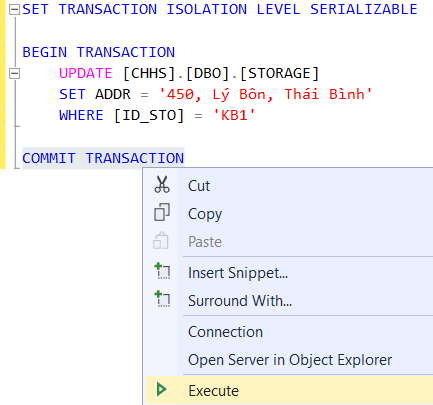 SET TRANSACTION ISOLATION LEVEL SERIALIZABLE
BEGIN TRANSACTION
UPDATE [CHHS].[DBO].[STORAGE]
SET ADDR = '450, Lý Bôn, Thái Bình'
WHERE [ID_STO] = 'KB1'
COMMIT TRANSACTION
Cut
Copy
Paste
Insert Snippet...
Surround With...
Connection
Open Server in Object Explorer
Execute